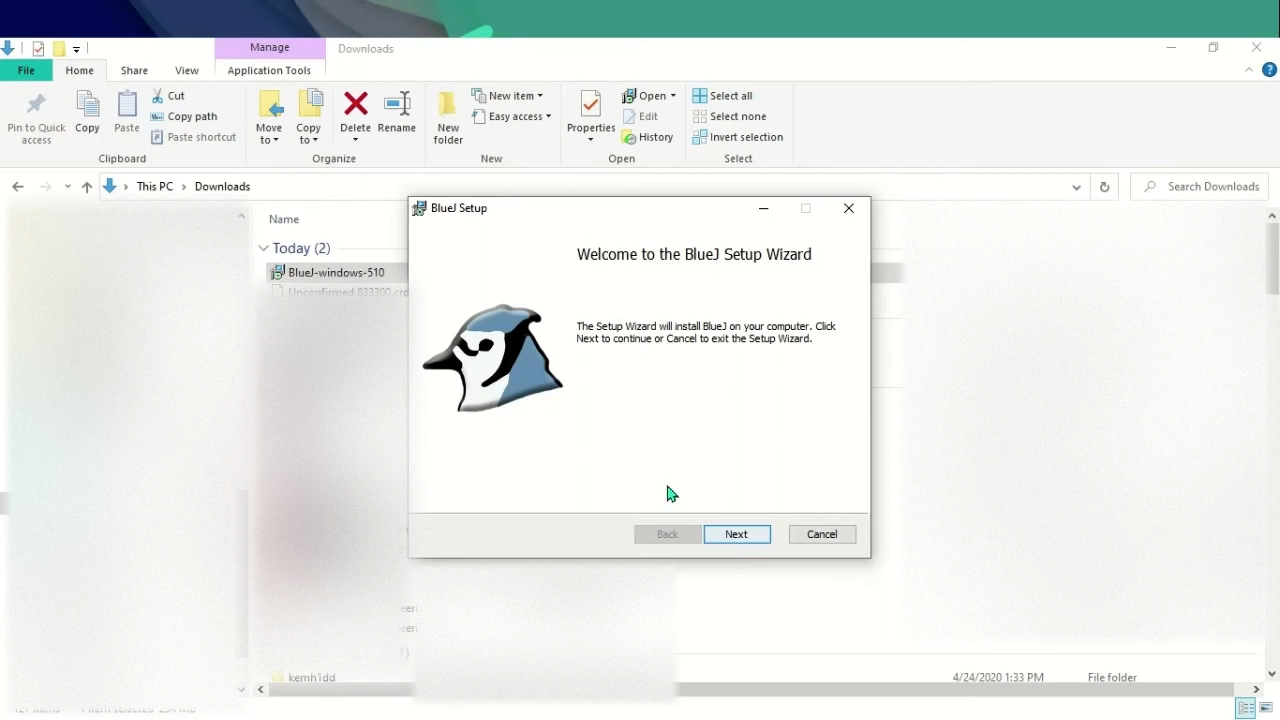 Manage
Downloads
File
Home
Share
View
Application Tools
Pin to Quick
access
Copy
Paste
Cut
Copy path
Paste shortcut
Clipboard
Move
to
Copy
to
Delete
Rename
Organize
New
folder
New item
Easy access
New
Properties
Open
Edit
History
Open
Select all
Select none
Invert selection
Select
This PC
Downloads
Search Downloads
Name
Today (2)
BlueJ-windows-510
Unconfirmed 833300.crd
BlueJ Setup
Welcome to the BlueJ Setup Wizard
The Setup Wizard will install BlueJ on your computer. Click
Next to continue or Cancel to exit the Setup Wizard.
Back
Next
Cancel
4/24/2020 1:33 PM
File folder